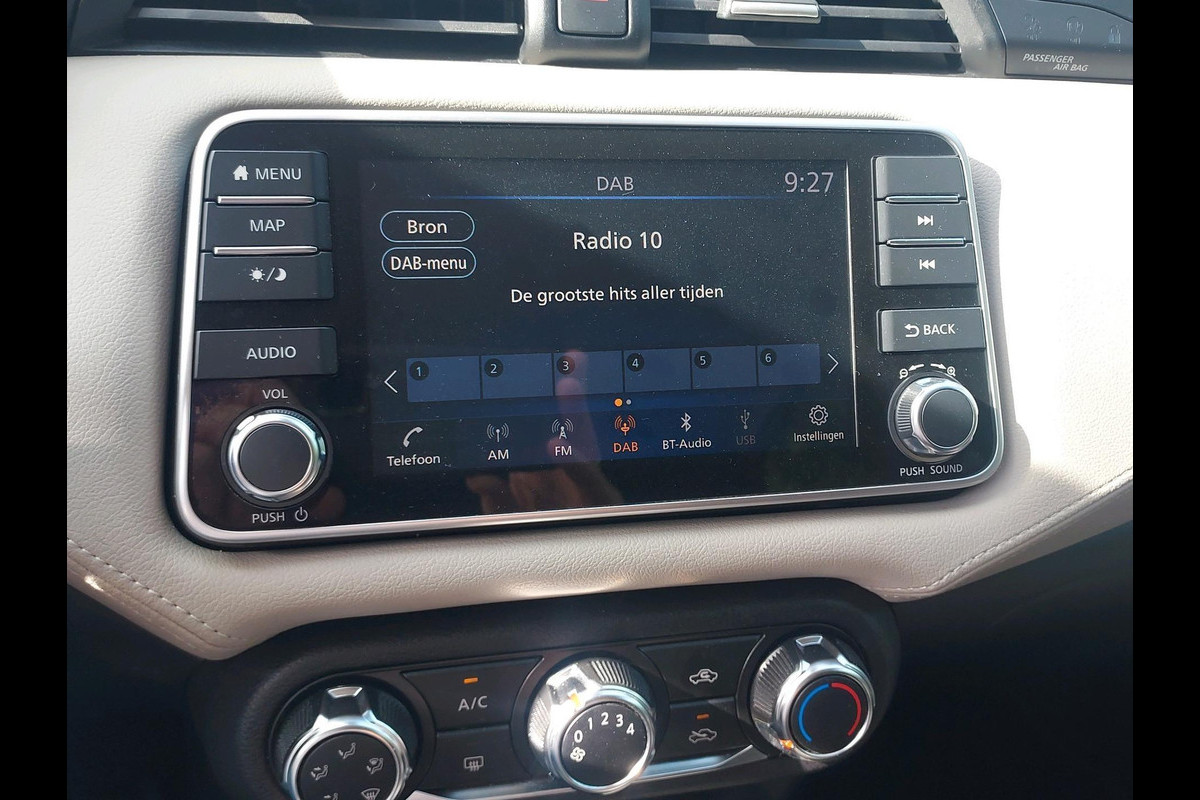 PASSENGER
AIR BAG
MENU
MAP
AUDIO
VOL
PUSH
DAB
9:27
Bron
DAB-menu
Radio 10
De grootste hits aller tijden
1 2 3 4 5 6
Telefoon
AM
FM
DAB
BT-Audio
USB
Instellingen
BACK
PUSH SOUND
A/C
0 1 2 3 4